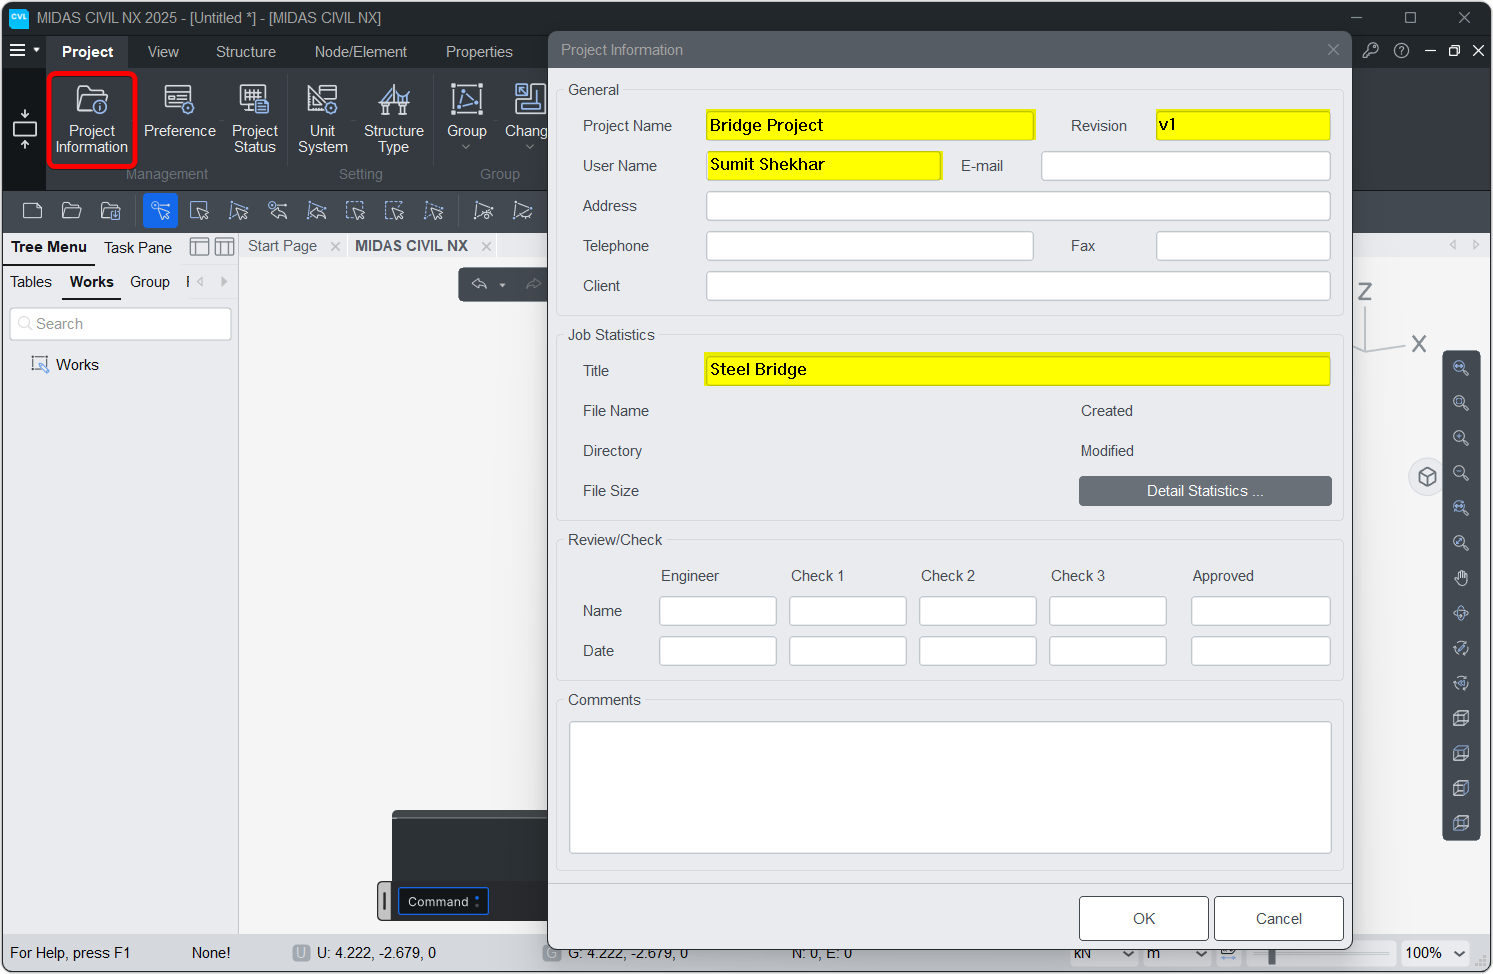 CVL MIDAS CIVIL NX 2025 - [Untitled *] - [MIDAS CIVIL NX]
Project View Structure Node/Element Properties
Project Information
Preference
Project Status
Unit System
Structure Type
Group
Chang
Management Setting Group
Tree Menu Task Pane
Start Page MIDAS CIVIL NX
Tables Works Group
Search
Works
Command :
Z
X
Project Information
General
Project Name Bridge Project Revision v1
User Name Sumit Shekhar E-mail
Address
Telephone Fax
Client
Job Statistics
Title Steel Bridge
File Name Created
Directory Modified
File Size Detail Statistics ...
Review/Check
Engineer Check 1 Check 2 Check 3 Approved
Name
Date
Comments
OK Cancel
For Help, press F1 None! U U: 4.222, -2.679, 0 G G: 4.222, -2.679, 0 N: 0, E: 0 kN m 100%